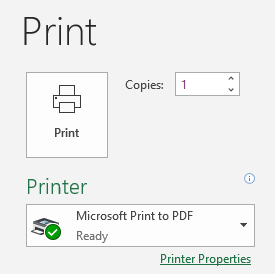 Print
Copies: 1
Print
Printer
Microsoft Print to PDF
Ready
Printer Properties